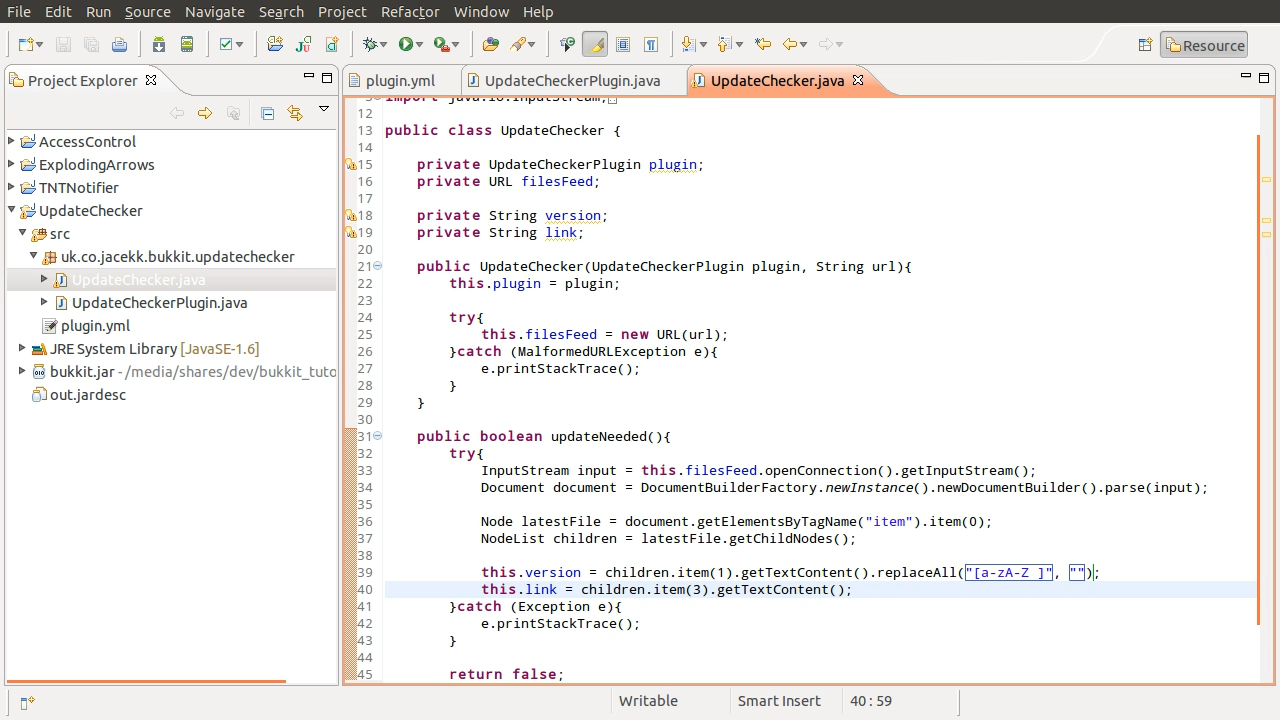 File Edit Run Source Navigate Search Project Refactor Window Help
Resource
Project Explorer
plugin.yml
UpdateCheckerPlugin.java
UpdateChecker.java
AccessControl
ExplodingArrows
TNTNotifier
UpdateChecker
src
uk.co.jacekk.bukkit.updatechecker
UpdateChecker.java
UpdateCheckerPlugin.java
plugin.yml
JRE System Library [JavaSE-1.6]
bukkit.jar - /media/shares/dev/bukkit_tuto
out.jardesc
import java.io.InputStream;
12
13 public class UpdateChecker {
14
15 private UpdateCheckerPlugin plugin;
16 private URL filesFeed;
17
18 private String version;
19 private String link;
20
21 public UpdateChecker(UpdateCheckerPlugin plugin, String url){
22 this.plugin = plugin;
23
24 try{
25 this.filesFeed = new URL(url);
26 }catch (MalformedURLException e){
27 e.printStackTrace();
28 }
29 }
30
31 public boolean updateNeeded(){
32 try{
33 InputStream input = this.filesFeed.openConnection().getInputStream();
34 Document document = DocumentBuilderFactory.newInstance().newDocumentBuilder().parse(input);
35
36 Node latestFile = document.getElementsByTagName("item").item(0);
37 NodeList children = latestFile.getChildNodes();
38
39 this.version = children.item(1).getTextContent().replaceAll("[a-zA-Z ]", "");
40 this.link = children.item(3).getTextContent();
41 }catch (Exception e){
42 e.printStackTrace();
43 }
44
45 return false;
Writable Smart Insert 40 : 59